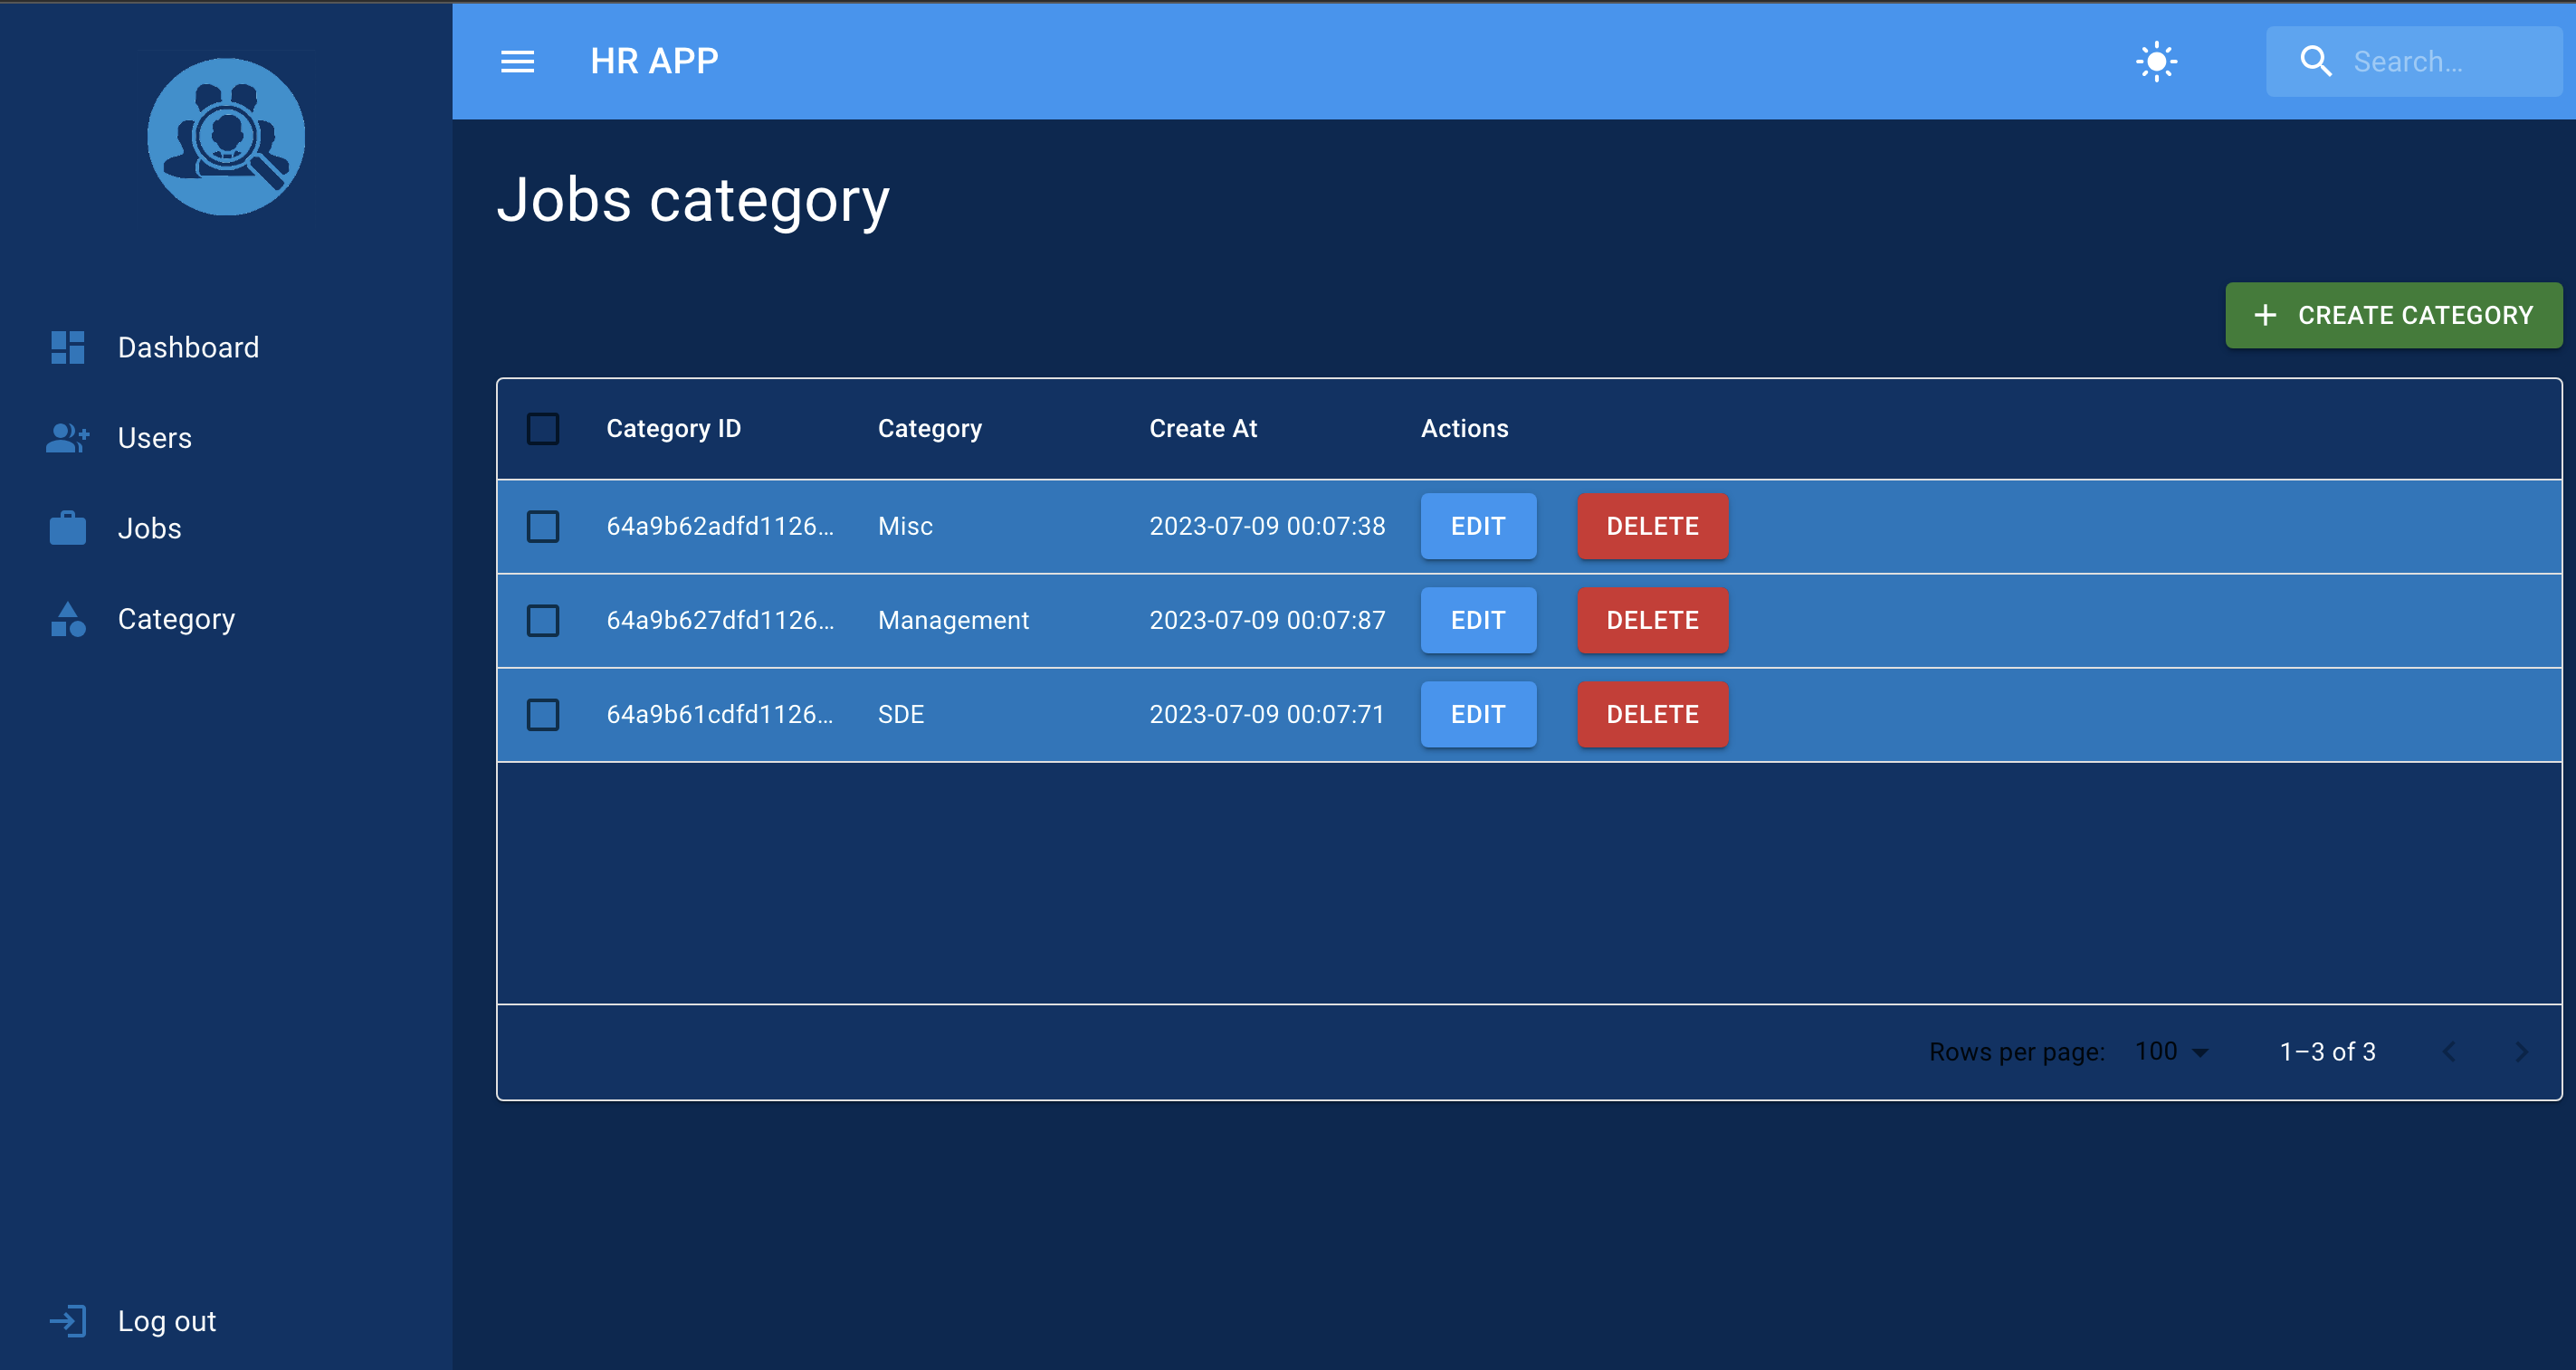 HR APP
Search...
Dashboard
Users
Jobs
Category
Log out
Jobs category
CREATE CATEGORY
Category ID Category Create At Actions
64a9b62adfd1126... Misc 2023-07-09 00:07:38 EDIT DELETE
64a9b627dfd1126... Management 2023-07-09 00:07:87 EDIT DELETE
64a9b61cdfd1126... SDE 2023-07-09 00:07:71 EDIT DELETE
Rows per page: 100 1–3 of 3